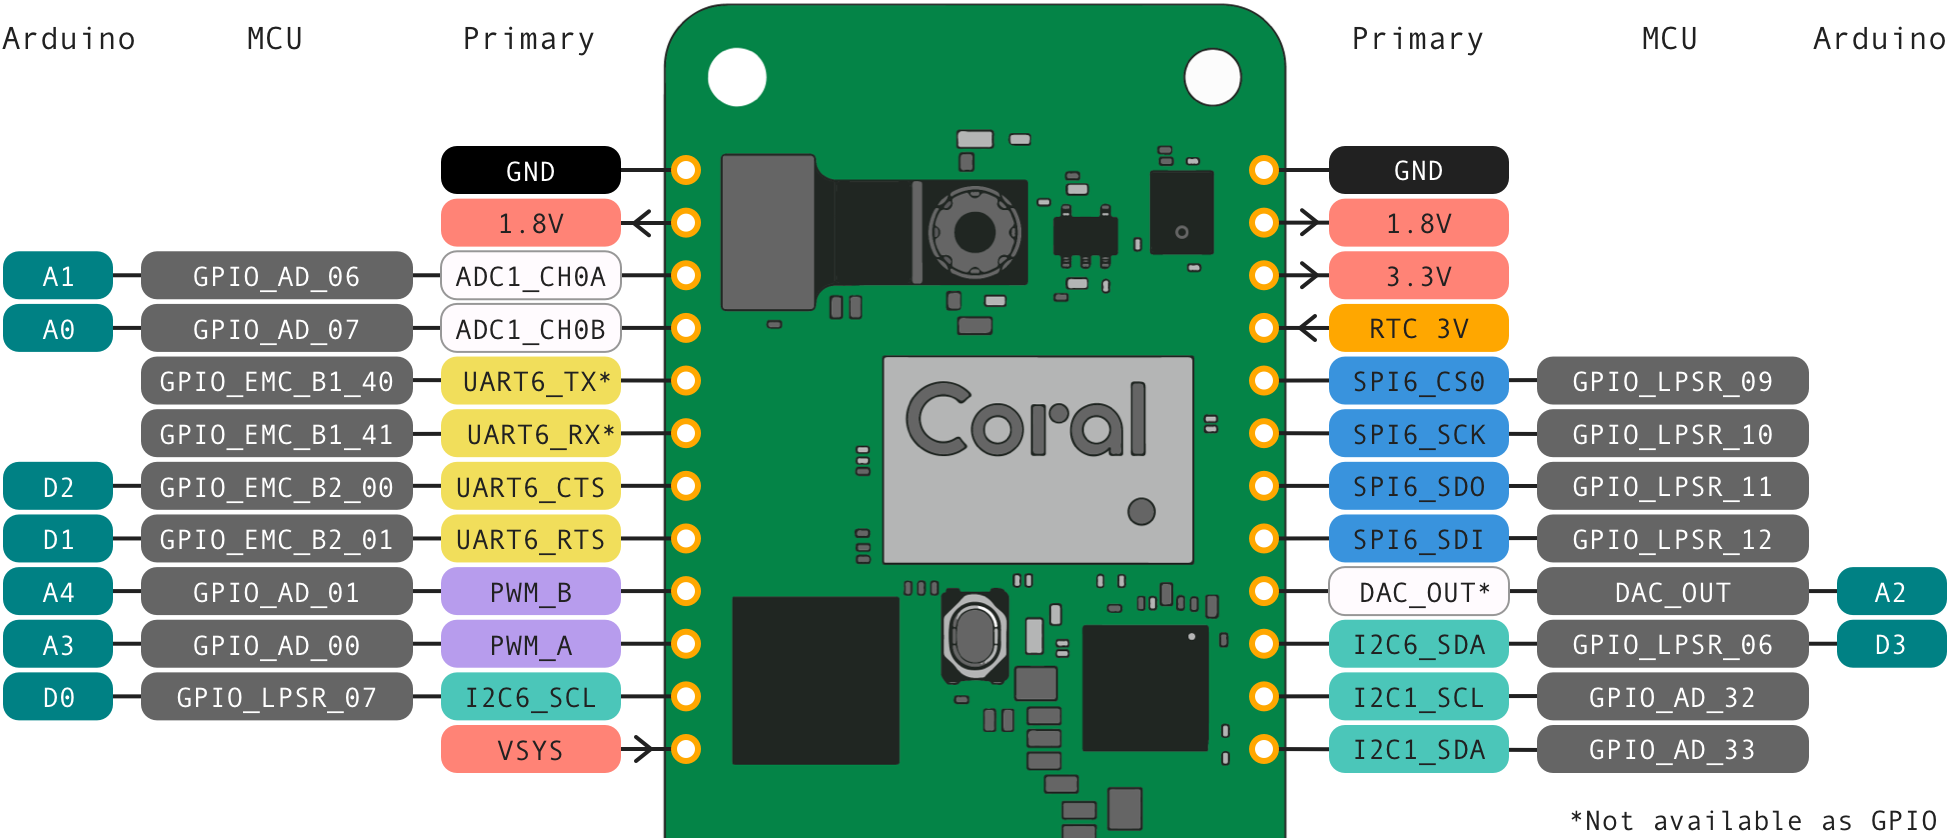 Arduino MCU Primary Primary MCU Arduino
GND GND
1.8V 1.8V
A1 GPIO_AD_06 ADC1_CH0A 3.3V
A0 GPIO_AD_07 ADC1_CH0B RTC 3V
GPIO_EMC_B1_40 UART6_TX* SPI6_CS0 GPIO_LPSR_09
Coral
GPIO_EMC_B1_41 UART6_RX* SPI6_SCK GPIO_LPSR_10
D2 GPIO_EMC_B2_00 UART6_CTS SPI6_SDO GPIO_LPSR_11
D1 GPIO_EMC_B2_01 UART6_RTS SPI6_SDI GPIO_LPSR_12
A4 GPIO_AD_01 PWM_B DAC_OUT* DAC_OUT A2
A3 GPIO_AD_00 PWM_A I2C6_SDA GPIO_LPSR_06 D3
D0 GPIO_LPSR_07 I2C6_SCL I2C1_SCL GPIO_AD_32
VSYS I2C1_SDA GPIO_AD_33
*Not available as GPIO